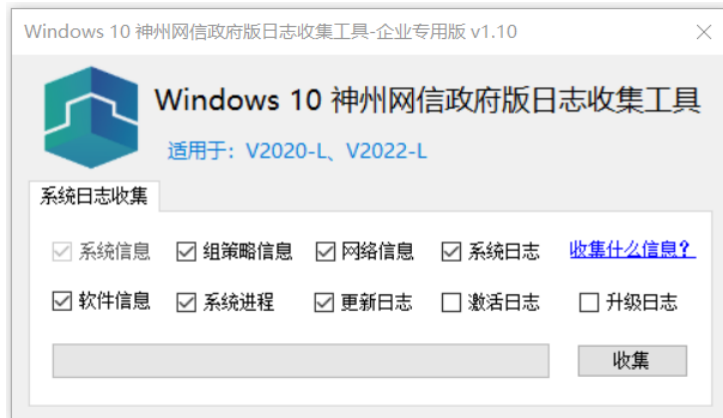 Windows 10 神州网信政府版日志收集工具-企业专用版 v1.10
Windows 10 神州网信政府版日志收集工具
适用于：V2020-L、V2022-L
系统日志收集
系统信息 组策略信息 网络信息 系统日志 收集什么信息？
软件信息 系统进程 更新日志 激活日志 升级日志
收集